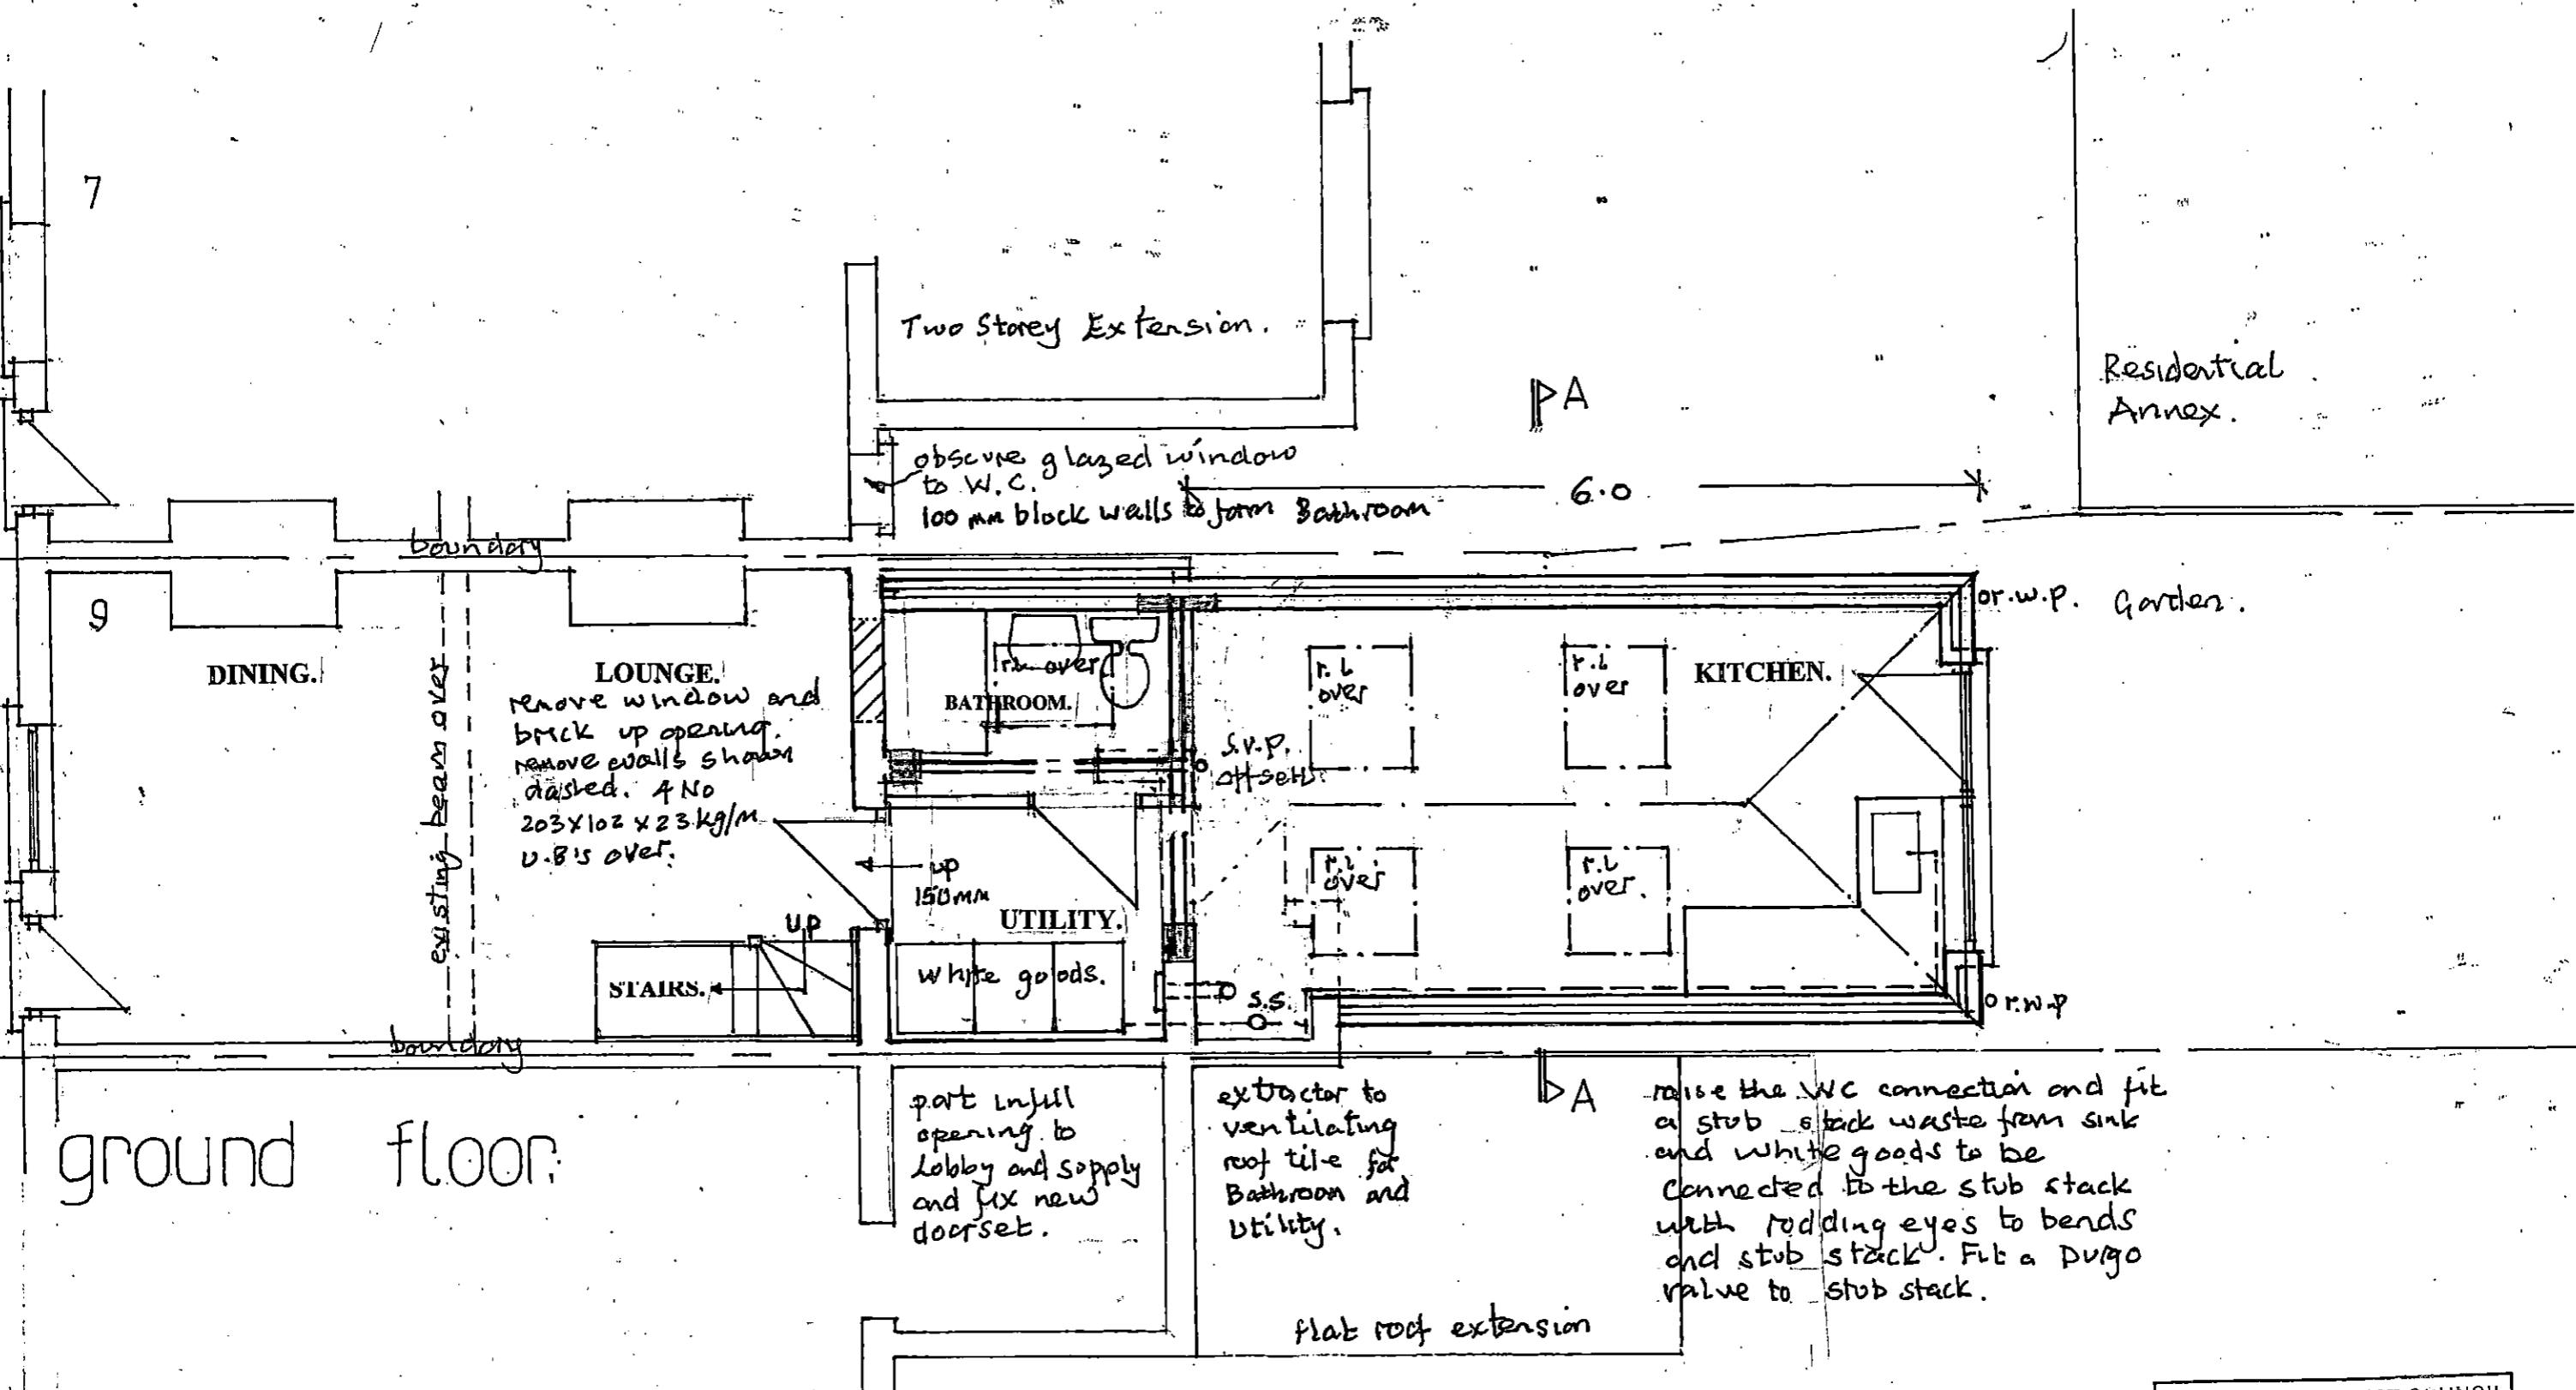 7
Two Storey Extension.
A
Residential
Annex.
obscure glazed window
to W.C.
100 mm block walls to form Bathroom
6.0
boundary
9
or.w.p.
Garden.
DINING.
LOUNGE.
remove window and
brick up opening.
remove walls shown
dashed. 4 No
203x102 x23kg/m
U.B's over.
existing beam over
r.l. over
BATHROOM.
r.l
over
r.l
over
KITCHEN.
s.v.p.
offsett.
up
150mm
UTILITY.
r.l.
over
r.l
over.
UP
STAIRS.
white goods.
s.s.
o r.w.p
boundary
ground floor.
part infill
opening to
Lobby and supply
and fix new
doorset.
extractor to
ventilating
roof tile for
Bathroom and
Utility.
A
raise the WC connection and fit
a stub stack waste from sink
and white goods to be
connected to the stub stack
with rodding eyes to bends
and stub stack. Fit a Durgo
valve to stub stack.
flat roof extension